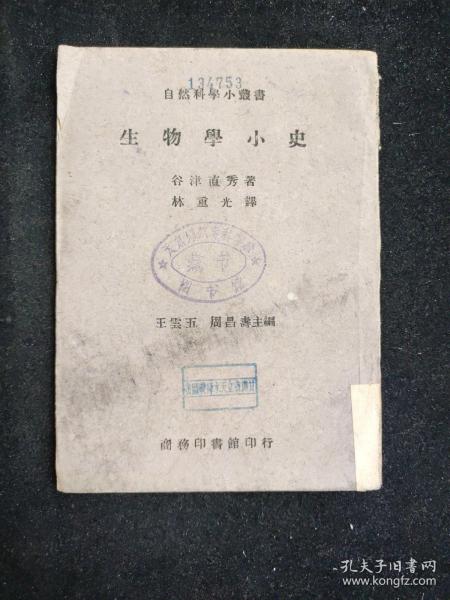 134753
自然科學小叢書
生物學小史
谷津直秀著
林重光譯
藏書
王雲五 周昌壽主編
商務印書館印行
孔夫子旧书网
www.kongfz.com